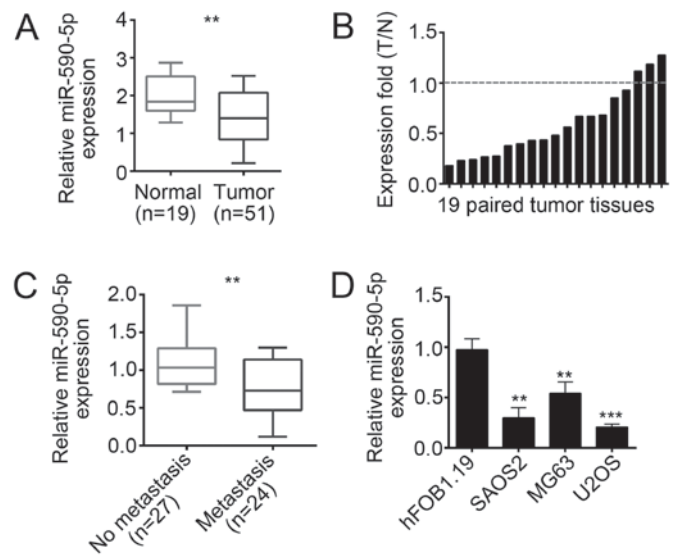 A
Relative miR-590-5p
expression
4
3
2
1
0
**
Normal
(n=19)
Tumor
(n=51)
B
Expression fold (T/N)
1.5
1.0
0.5
0.0
19 paired tumor tissues
C
Relative miR-590-5p
expression
2.0
1.5
1.0
0.5
0.0
**
No metastasis
(n=27)
Metastasis
(n=24)
D
Relative miR-590-5p
expression
1.5
1.0
0.5
0.0
**
**
***
hFOB1.19
SAOS2
MG63
U2OS